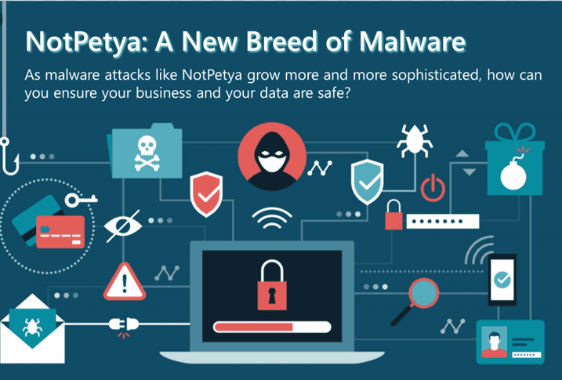 NotPetya: A New Breed of Malware
As malware attacks like NotPetya grow more and more sophisticated, how can
you ensure your business and your data are safe?